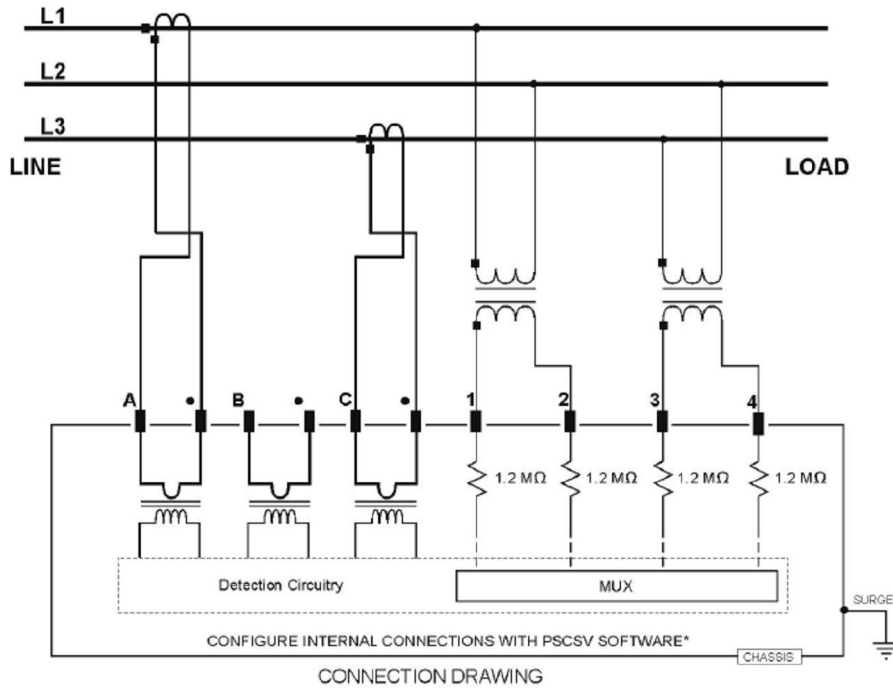 L1
L2
L3
LINE LOAD
A B C 1 2 3 4
1.2 MΩ 1.2 MΩ 1.2 MΩ 1.2 MΩ
Detection Circuitry MUX
SURGE
CONFIGURE INTERNAL CONNECTIONS WITH PSCSV SOFTWARE*
CHASSIS
CONNECTION DRAWING